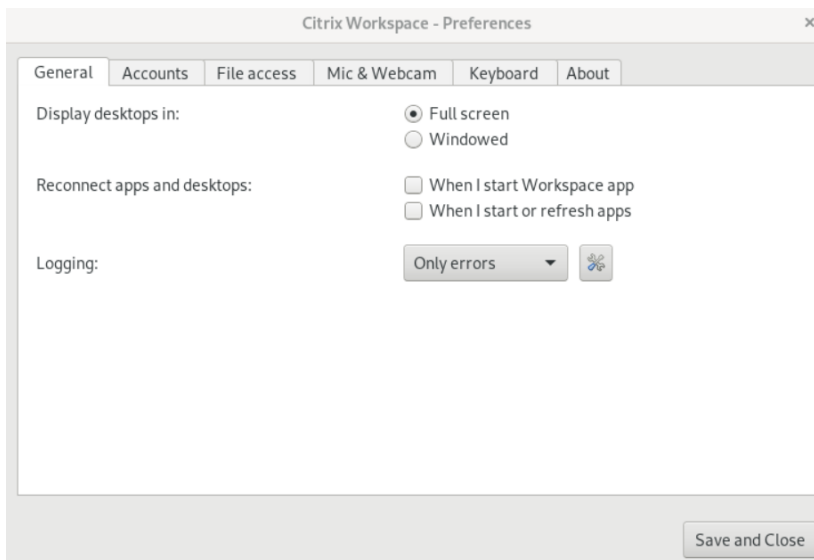 Citrix Workspace - Preferences ×
General Accounts File access Mic & Webcam Keyboard About
Display desktops in: Full screen
Windowed
Reconnect apps and desktops: When I start Workspace app
When I start or refresh apps
Logging: Only errors
Save and Close